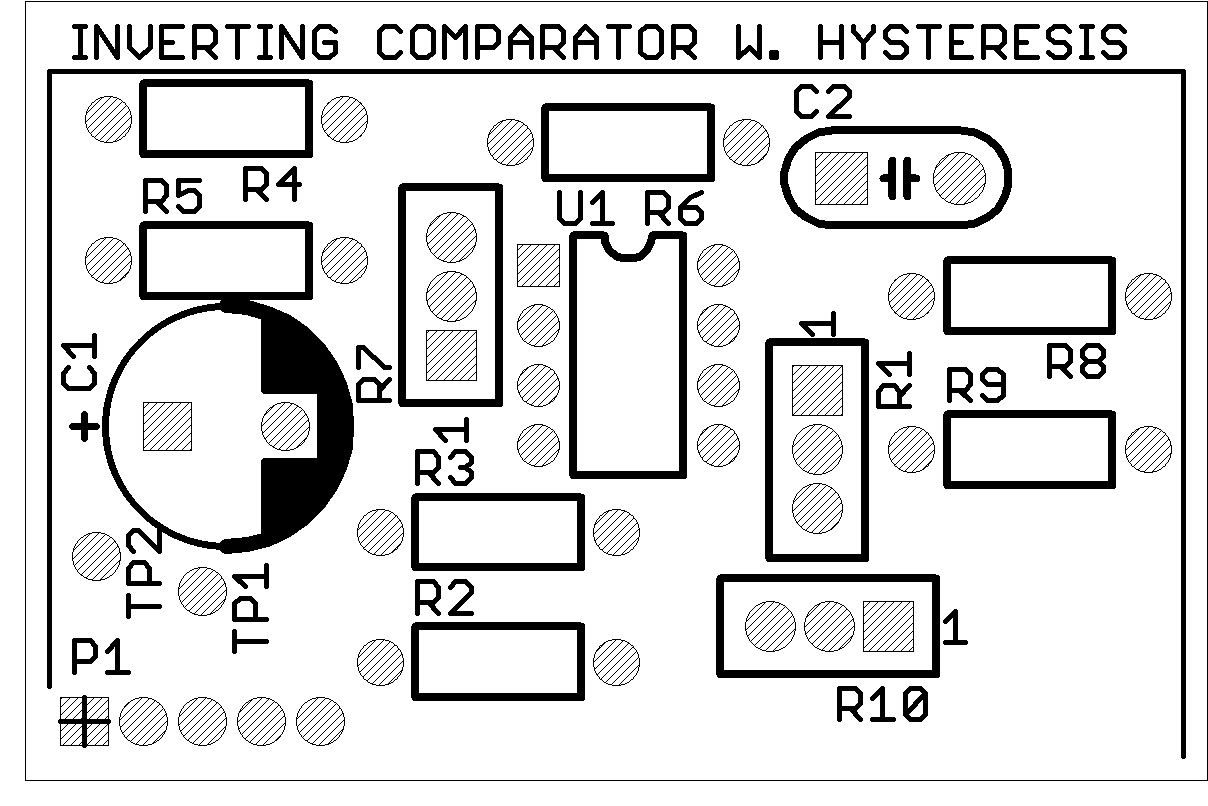 INVERTING COMPARATOR W. HYSTERESIS
C2
R5 R4
U1 R6
1
+ C1
R7
R1
R8
R9
1
R3
TP2
TP1
R2
P1
1
R10